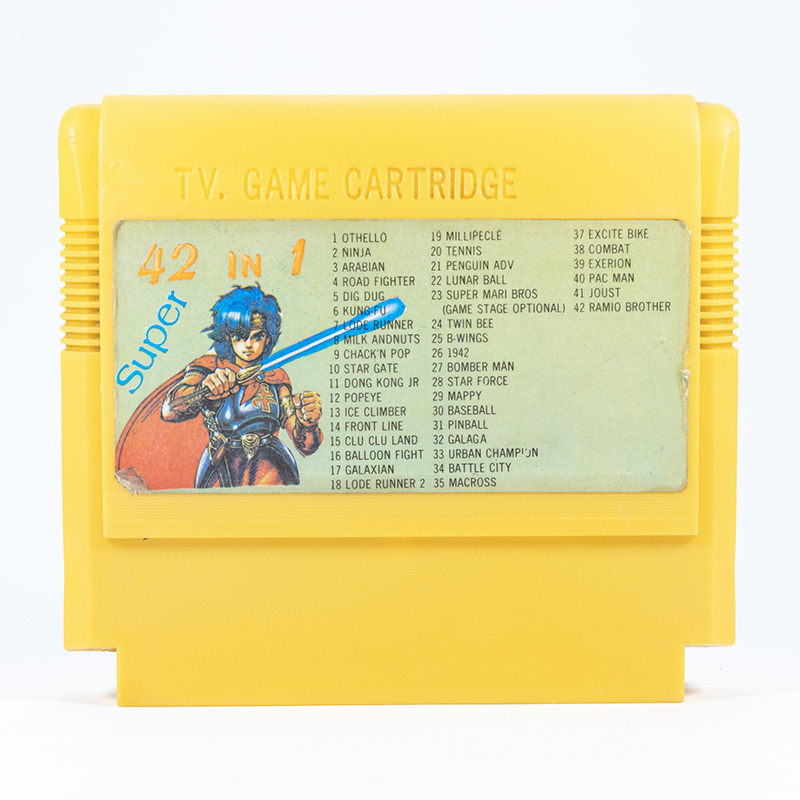 TV. GAME CARTRIDGE
42 IN 1
Super
1 OTHELLO
2 NINJA
3 ARABIAN
4 ROAD FIGHTER
5 DIG DUG
6 KUNG FU
7 LODE RUNNER
8 MILK ANDNUTS
9 CHACK'N POP
10 STAR GATE
11 DONG KONG JR
12 POPEYE
13 ICE CLIMBER
14 FRONT LINE
15 CLU CLU LAND
16 BALLOON FIGHT
17 GALAXIAN
18 LODE RUNNER 2
19 MILLIPECLE
20 TENNIS
21 PENGUIN ADV
22 LUNAR BALL
23 SUPER MARI BROS
(GAME STAGE OPTIONAL)
24 TWIN BEE
25 B-WINGS
26 1942
27 BOMBER MAN
28 STAR FORCE
29 MAPPY
30 BASEBALL
31 PINBALL
32 GALAGA
33 URBAN CHAMPION
34 BATTLE CITY
35 MACROSS
37 EXCITE BIKE
38 COMBAT
39 EXERION
40 PAC MAN
41 JOUST
42 RAMIO BROTHER